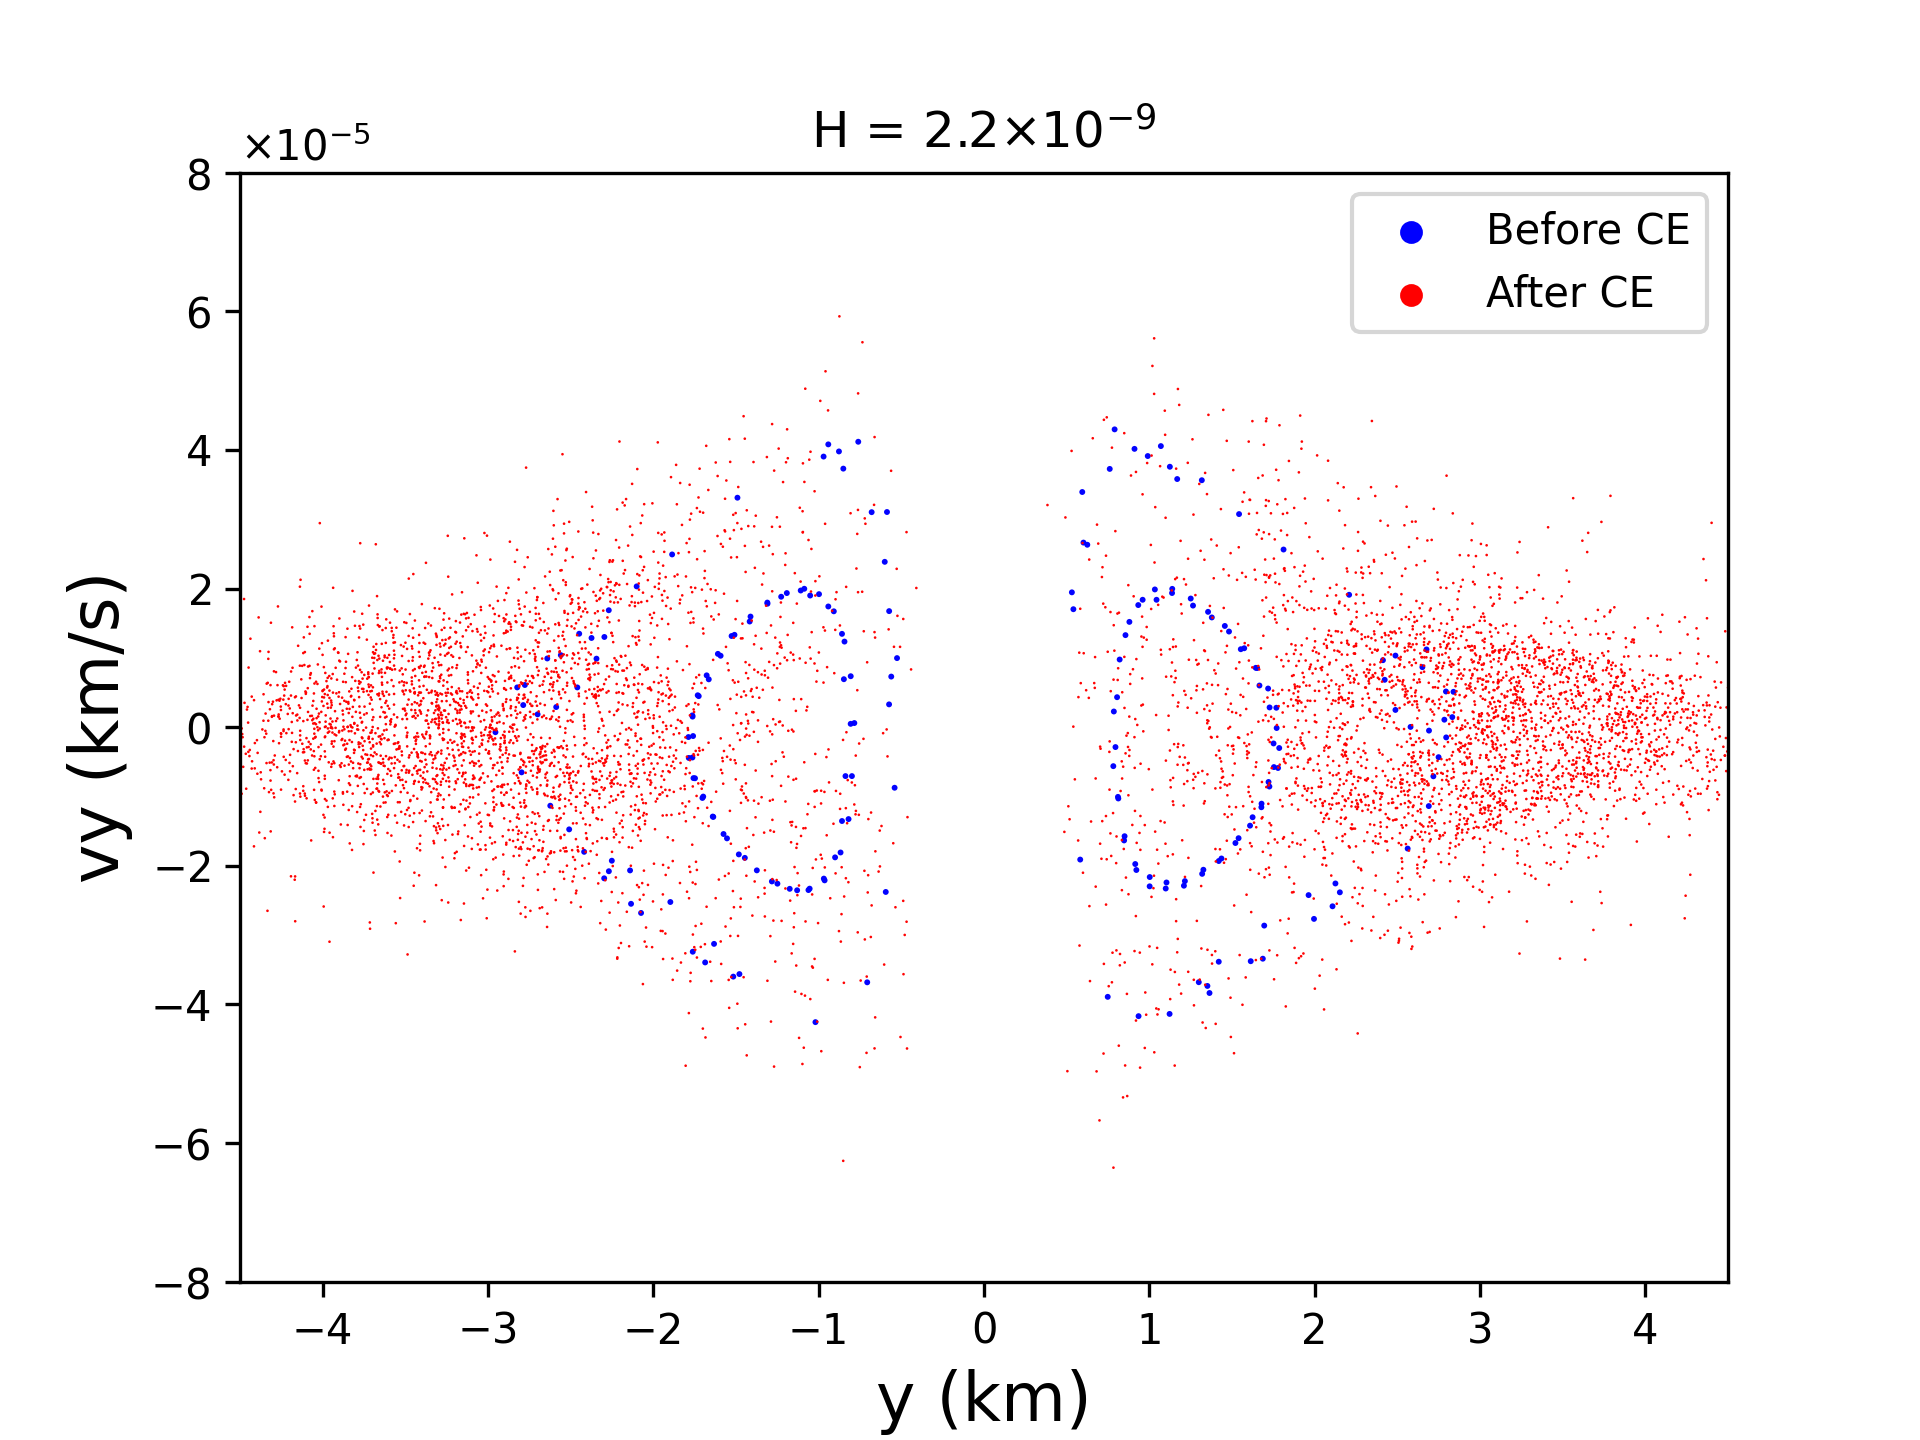 H = 2.2×10⁻⁹
×10⁻⁵
8
6
4
2
0
−2
−4
−6
−8
vy (km/s)
Before CE
After CE
−4 −3 −2 −1 0 1 2 3 4
y (km)